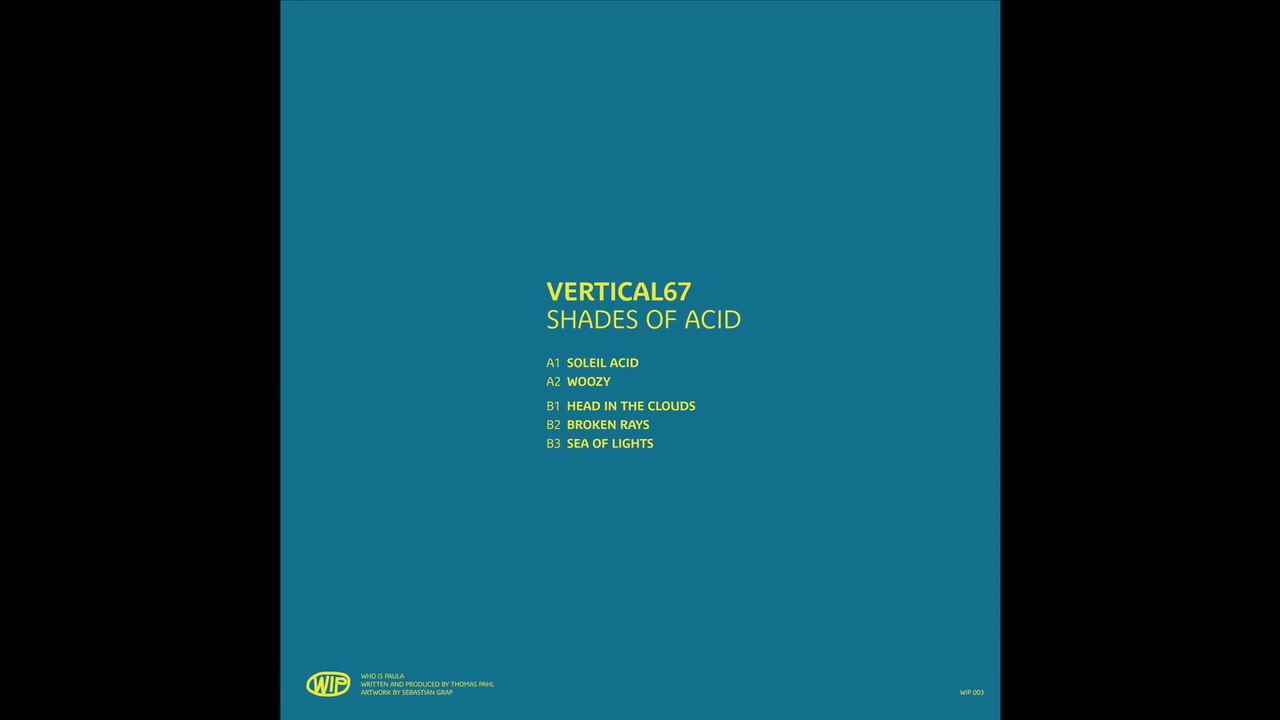 VERTICAL67
SHADES OF ACID
A1 SOLEIL ACID
A2 WOOZY
B1 HEAD IN THE CLOUDS
B2 BROKEN RAYS
B3 SEA OF LIGHTS
WIP
WHO IS PAULA
WRITTEN AND PRODUCED BY THOMAS PAHL
ARTWORK BY SEBASTIAN GRAP
WIP 003